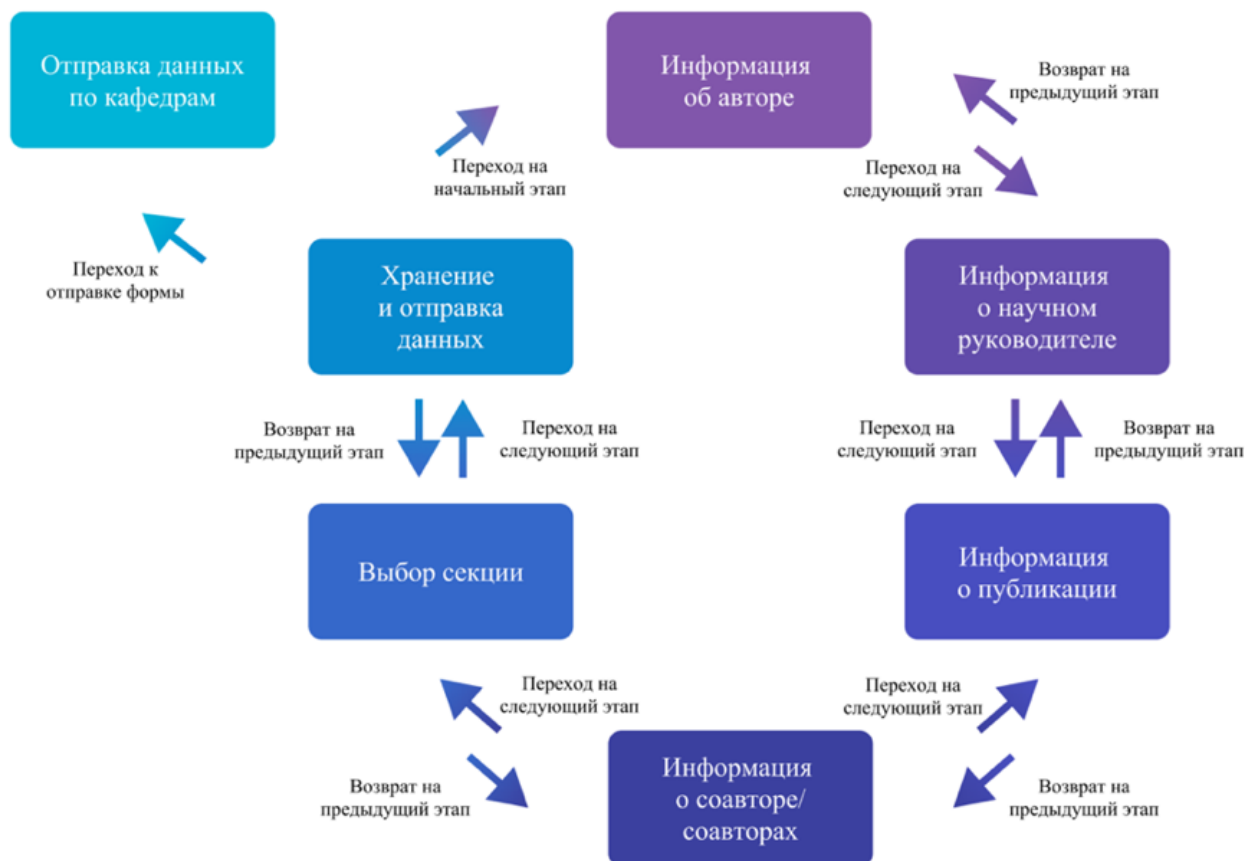 Отправка данных
по кафедрам
Информация
об авторе
Возврат на
предыдущий этап
Переход на
начальный этап
Переход на
следующий этап
Переход к
отправке формы
Хранение
и отправка
данных
Информация
о научном
руководителе
Возврат на
предыдущий этап
Переход на
следующий этап
Переход на
следующий этап
Возврат на
предыдущий этап
Выбор секции
Информация
о публикации
Переход на
следующий этап
Переход на
следующий этап
Возврат на
предыдущий этап
Информация
о соавторе/
соавторах
Возврат на
предыдущий этап